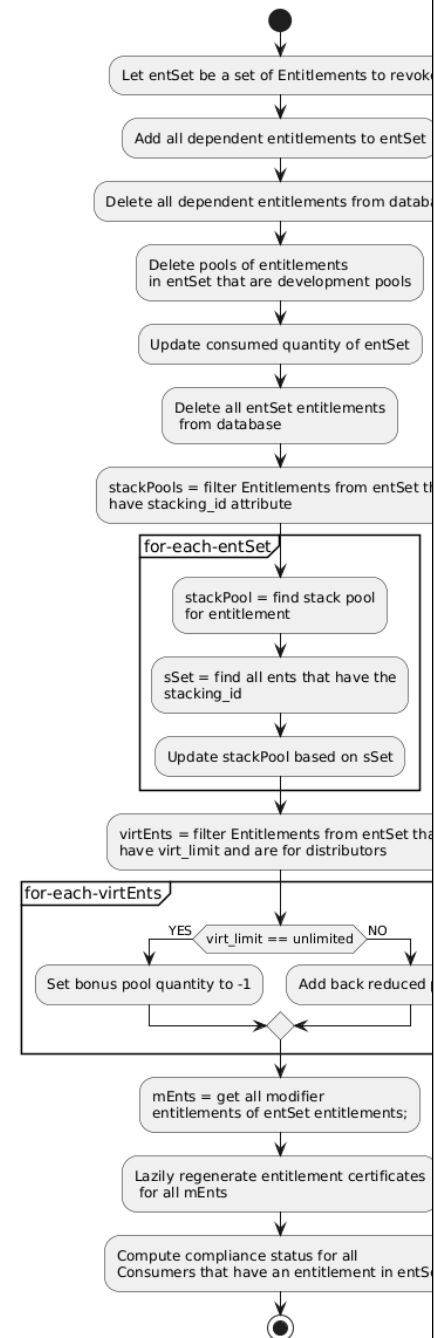 Let entSet be a set of Entitlements to revoke
Add all dependent entitlements to entSet
Delete all dependent entitlements from
Delete pools of entitlements
in entSet that are development pools
Update consumed quantity of entSet
Delete all entSet entitlements
from database
stackPools = filter Entitlements from entSet
have stacking_id attribute
for-each-entSet
stackPool = find stack pool
for entitlement
sSet = find all ents that have the
stacking_id
Update stackPool based on sSet
virtEnts = filter Entitlements from entSet
have virt_limit and are for distributors
for-each-virtEnts
YES
virt_limit == unlimited
NO
Set bonus pool quantity to -1
Add back reduced
mEnts = get all modifier
entitlements of entSet entitlements;
Lazily regenerate entitlement certificates
for all mEnts
Compute compliance status for all
Consumers that have an entitlement in